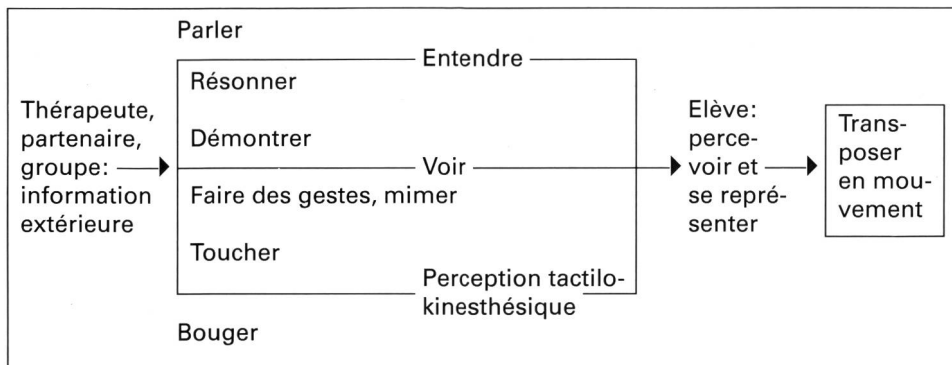 Parler
Entendre
Résonner
Thérapeute,
partenaire,
groupe:
information
extérieure
Démontrer
Voir
Faire des gestes, mimer
Toucher
Perception tactilo-
kinesthésique
Bouger
Elève:
perce-
voir et
se repré-
senter
Trans-
poser
en mou-
vement